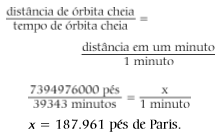 distância de órbita cheia
tempo de órbita cheia =
distância em um minuto
1 minuto
7394976000 pés
39343 minutos = x
1 minuto
x = 187.961 pés de Paris.